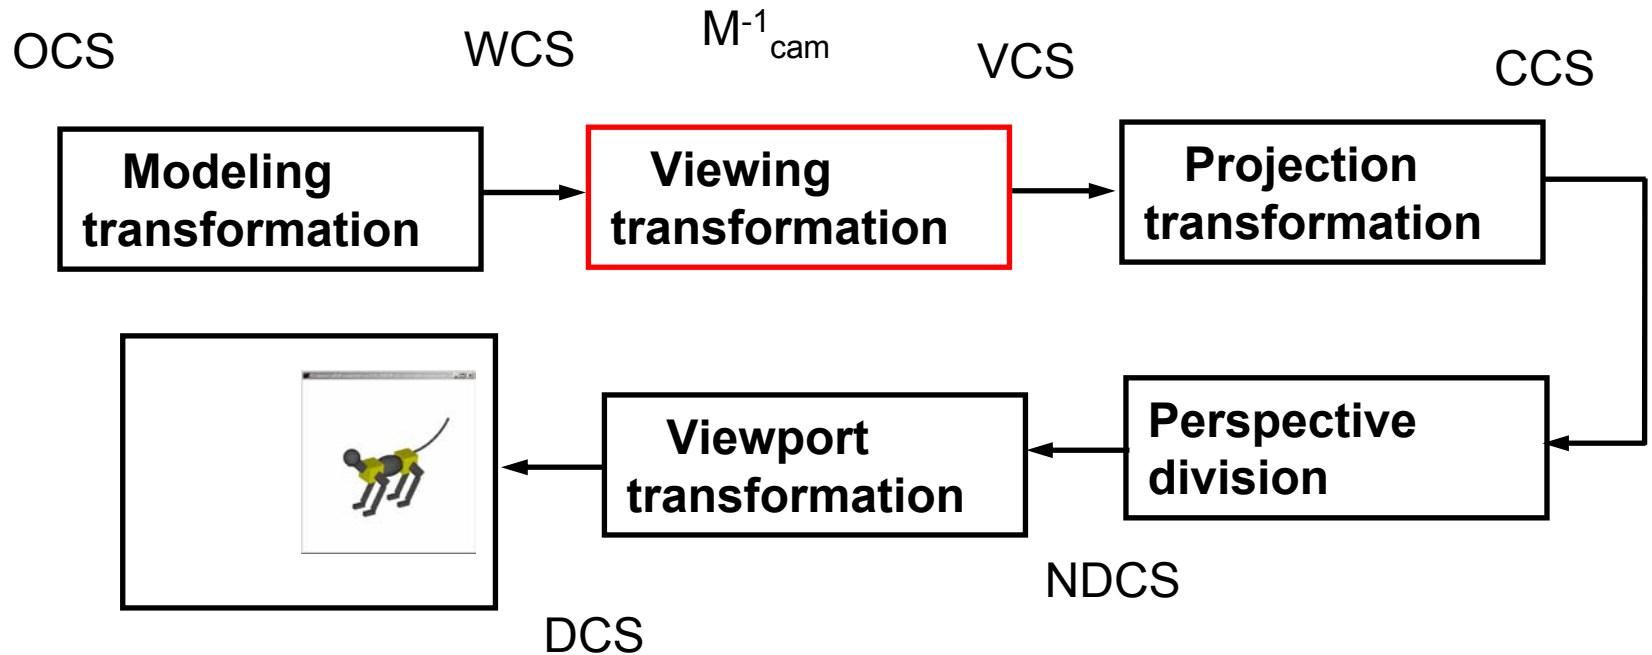 OCS
WCS
M-1cam
VCS
CCS
Modeling
transformation
Viewing
transformation
Projection
transformation
Viewport
transformation
Perspective
division
NDCS
DCS